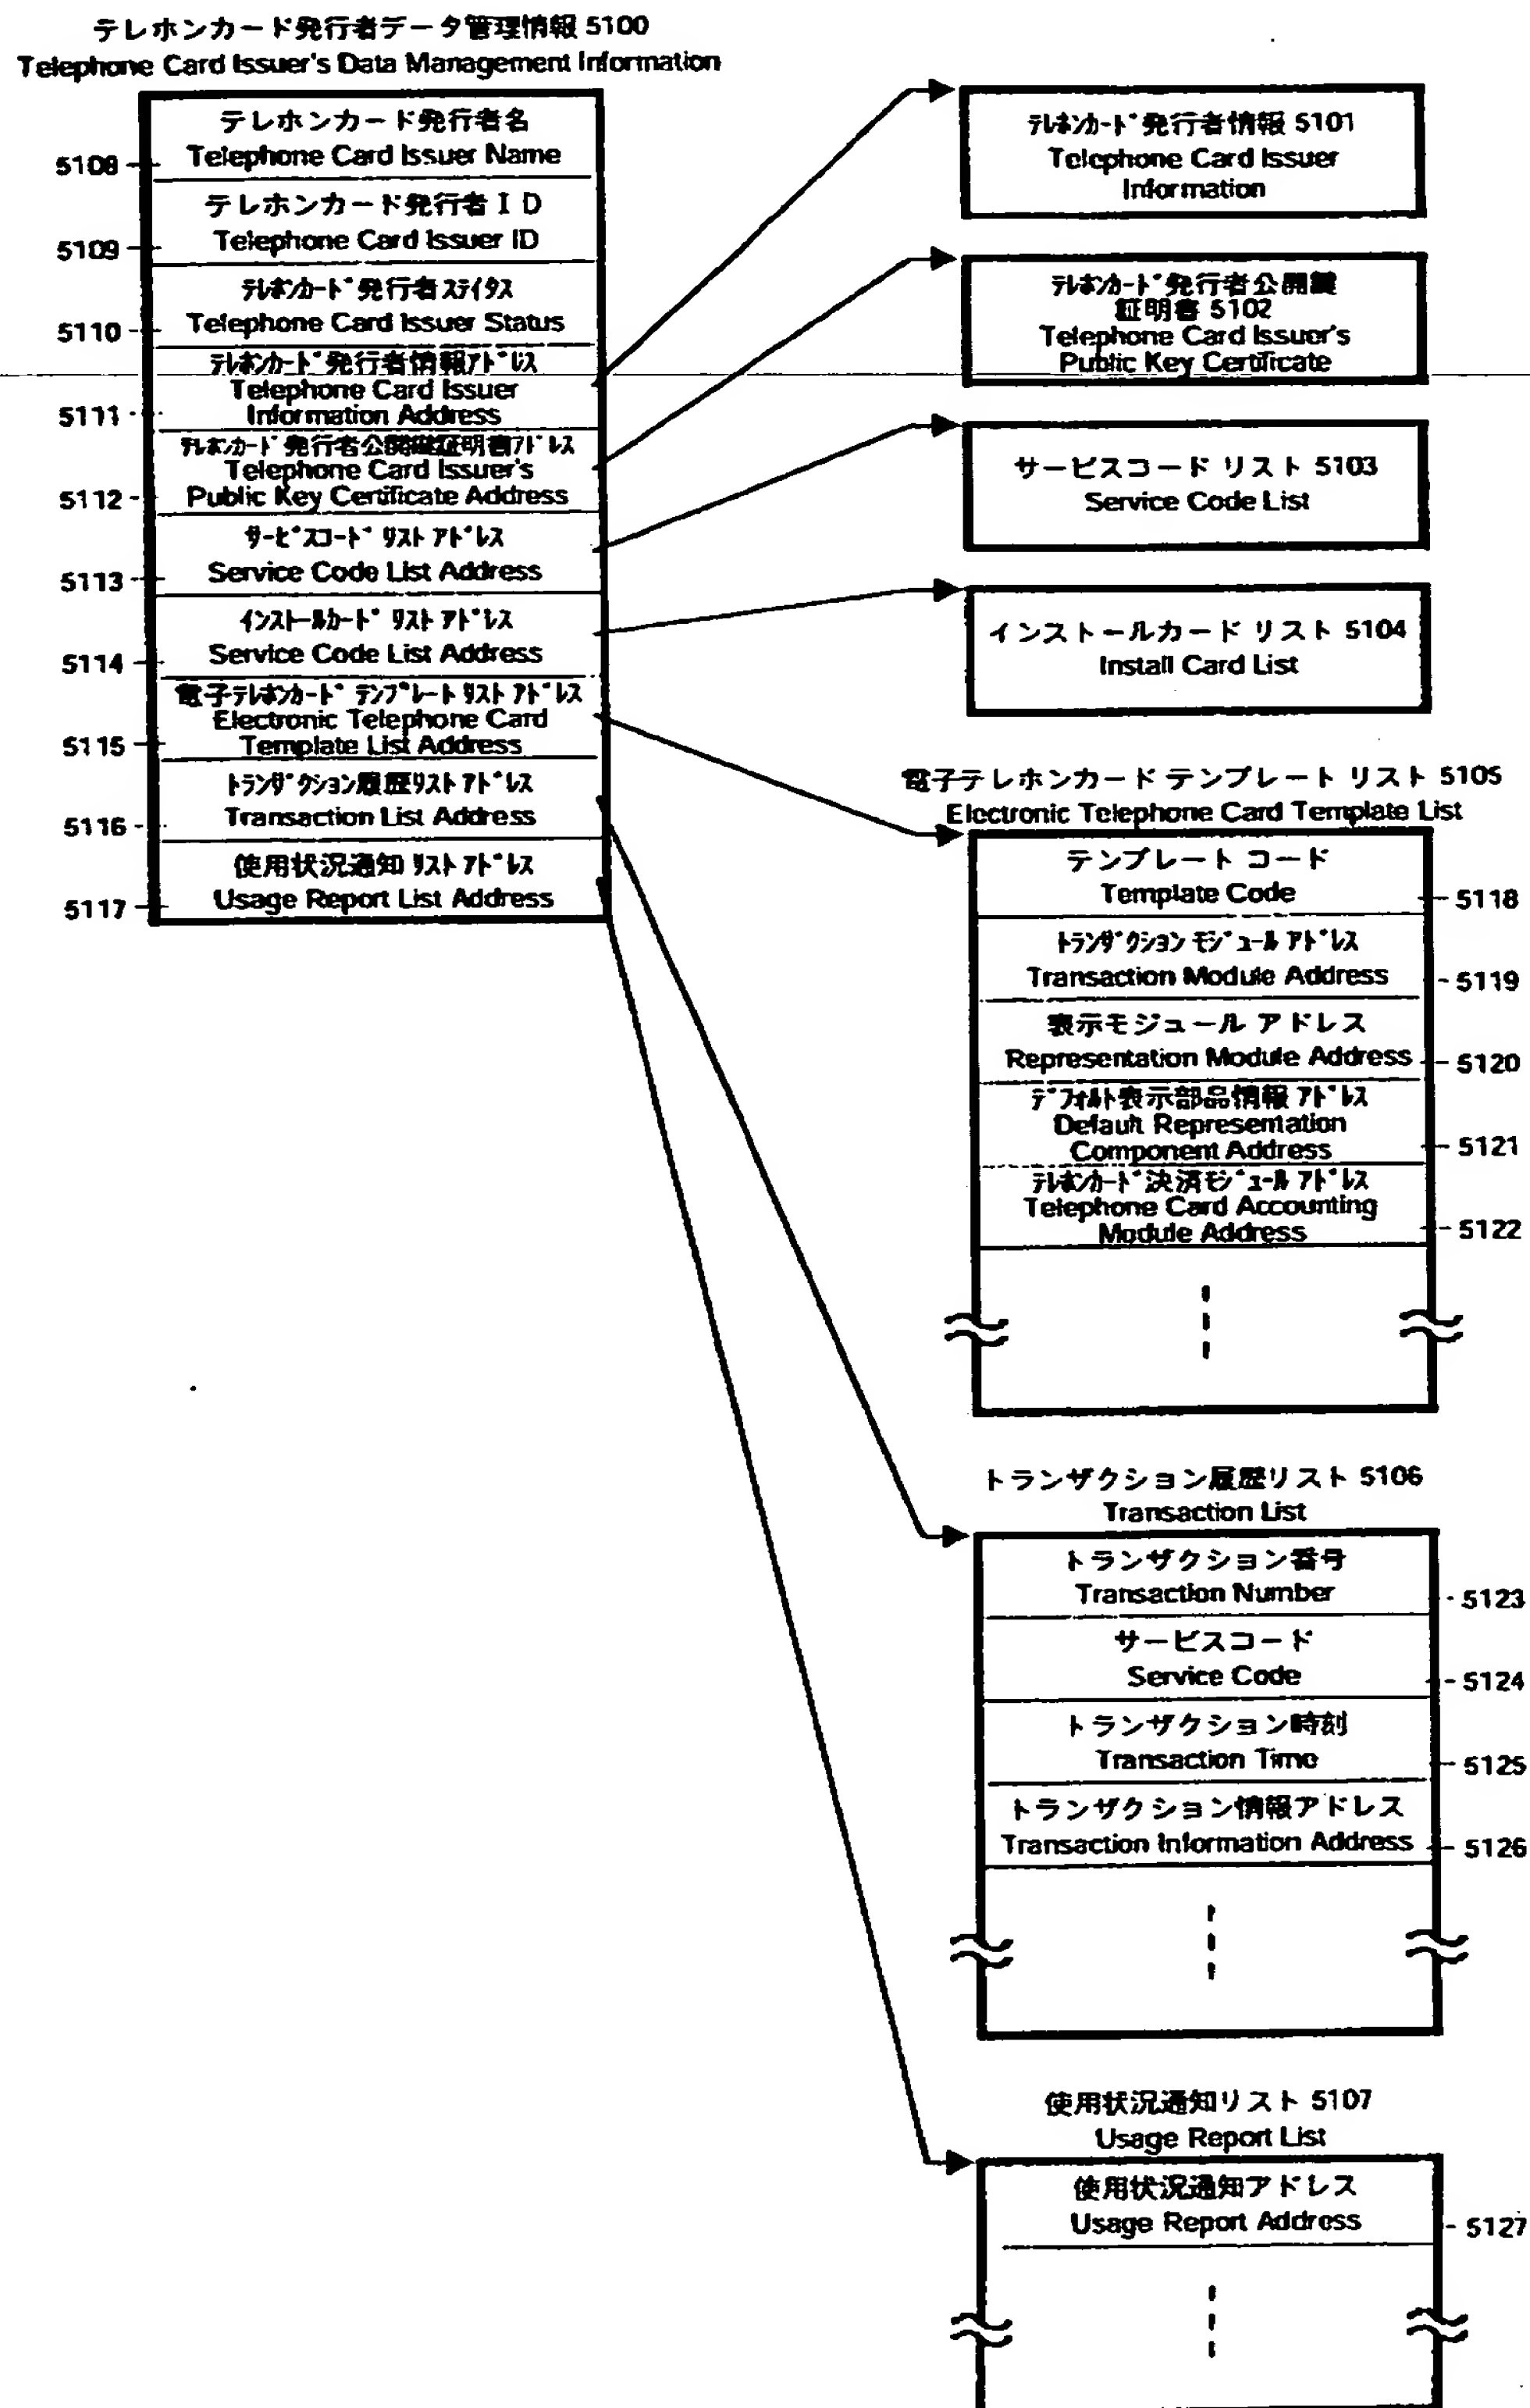 テレホンカード発行者データ管理情報 5100
Telephone Card Issuer's Data Management Information
テレホンカード発行者名
Telephone Card Issuer Name
5108
テレホンカード発行者ID
Telephone Card Issuer ID
5109
テレホンカード発行者ステイタス
Telephone Card Issuer Status
5110
テレホンカード発行者情報アドレス
Telephone Card Issuer
Information Address
5111
テレホンカード発行者公開鍵証明書アドレス
Telephone Card Issuer's
Public Key Certificate Address
5112
サービスコード リスト アドレス
Service Code List Address
5113
インストールカード リスト アドレス
Service Code List Address
5114
電子テレホンカード テンプレート リスト アドレス
Electronic Telephone Card
Template List Address
5115
トランザクション履歴リスト アドレス
Transaction List Address
5116
使用状況通知 リスト アドレス
Usage Report List Address
5117
テレホンカード発行者情報 5101
Telephone Card Issuer
Information
テレホンカード発行者公開鍵
証明書 5102
Telephone Card Issuer's
Public Key Certificate
サービスコード リスト 5103
Service Code List
インストールカード リスト 5104
Install Card List
電子テレホンカード テンプレート リスト 5105
Electronic Telephone Card Template List
テンプレート コード
Template Code
5118
トランザクション モジュール アドレス
Transaction Module Address
5119
表示モジュール アドレス
Representation Module Address
5120
デフォルト表示部品情報 アドレス
Default Representation
Component Address
5121
テレホンカード決済モジュール アドレス
Telephone Card Accounting
Module Address
5122
トランザクション履歴リスト 5106
Transaction List
トランザクション番号
Transaction Number
5123
サービスコード
Service Code
5124
トランザクション時刻
Transaction Time
5125
トランザクション情報アドレス
Transaction Information Address
5126
使用状況通知リスト 5107
Usage Report List
使用状況通知アドレス
Usage Report Address
5127